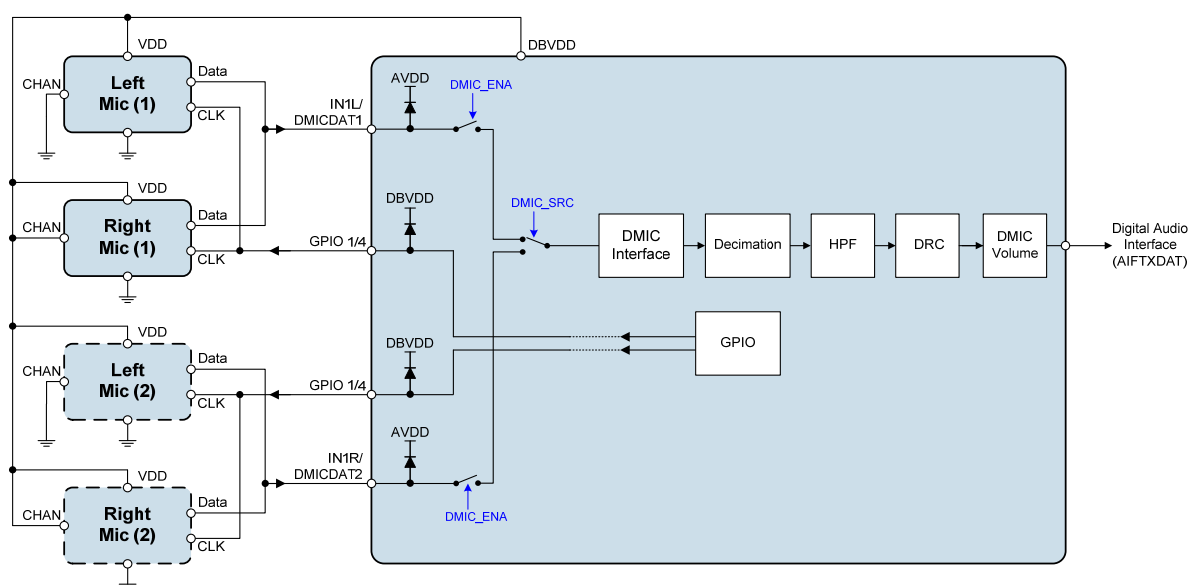 VDD
DBVDD
CHAN
Left
Mic (1)
Data
CLK
IN1L/
DMICDAT1
AVDD
DMIC_ENA
VDD
CHAN
Right
Mic (1)
Data
CLK
GPIO 1/4
DBVDD
DMIC_SRC
DMIC
Interface
Decimation
HPF
DRC
DMIC
Volume
Digital Audio
Interface
(AIFTXDAT)
GPIO
VDD
CHAN
Left
Mic (2)
Data
CLK
GPIO 1/4
DBVDD
VDD
CHAN
Right
Mic (2)
Data
CLK
IN1R/
DMICDAT2
AVDD
DMIC_ENA